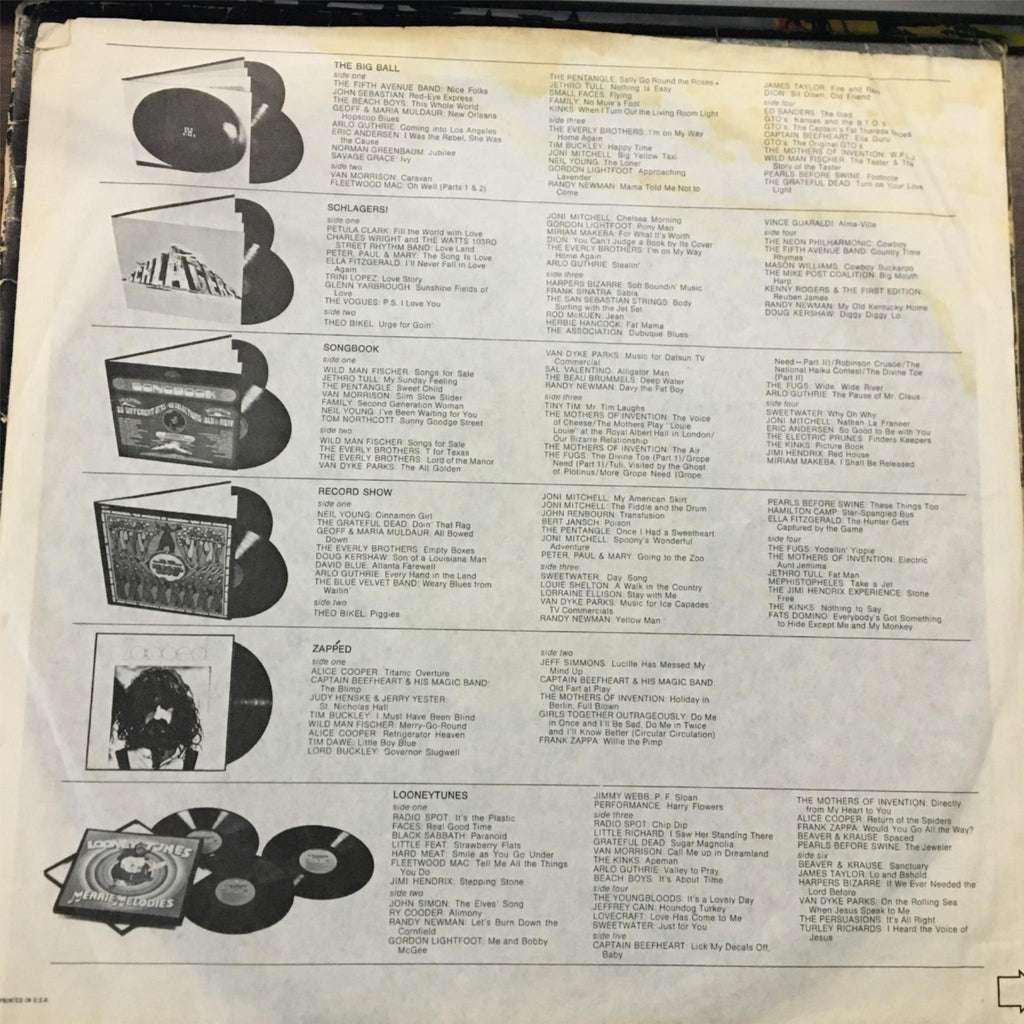 THE BIG BALL
side one
THE FIFTH AVENUE BAND: Nice Folks
JOHN SEBASTIAN: Red-Eye Express
THE BEACH BOYS: This Whole World
GEOFF & MARIA MULDAUR: New Orleans
Hopscop Blues
ARLO GUTHRIE: Coming into Los Angeles
ERIC ANDERSEN: I Was the Rebel, She Was
the Cause
NORMAN GREENBAUM: Jubilee
SAVAGE GRACE: Ivy
side two
VAN MORRISON: Caravan
FLEETWOOD MAC: Oh Well (Parts 1 & 2)
THE PENTANGLE: Sally Go Round the Roses
JETHRO TULL: Nothing Is Easy
SMALL FACES: Flying
FAMILY: No Mule's Fool
KINKS: When I Turn Out the Living Room Light
side three
THE EVERLY BROTHERS: I'm on My Way
Home Again
TIM BUCKLEY: Happy Time
JONI MITCHELL: Big Yellow Taxi
NEIL YOUNG: The Loner
GORDON LIGHTFOOT: Approaching
Lavender
RANDY NEWMAN: Mama Told Me Not to
Come
JAMES TAYLOR: Fire and Rain
DION: Sit Down, Old Friend
side four
ED SANDERS: The Iliad
GTO's: Kansas and the B.T.O.'s
GTO's: The Captain's Fat Theresa Shoes
CAPTAIN BEEFHEART: Ella Guru
GTO's: The Original GTO's
THE MOTHERS OF INVENTION: W.P.L.J.
WILD MAN FISCHER: The Taster & The
Story of the Taster
PEARLS BEFORE SWINE: Footnote
THE GRATEFUL DEAD: Turn on Your Love
Light
SCHLAGERS!
side one
PETULA CLARK: Fill the World with Love
CHARLES WRIGHT and THE WATTS 103RD
STREET RHYTHM BAND: Love Land
PETER, PAUL & MARY: The Song Is Love
ELLA FITZGERALD: I'll Never Fall in Love
Again
TRINI LOPEZ: Love Story
GLENN YARBROUGH: Sunshine Fields of
Love
THE VOGUES: P.S. I Love You
side two
THEO BIKEL: Urge for Goin'
JONI MITCHELL: Chelsea Morning
GORDON LIGHTFOOT: Pony Man
MIRIAM MAKEBA: For What It's Worth
DION: You Can't Judge a Book by Its Cover
THE EVERLY BROTHERS: I'm on My Way
Home Again
ARLO GUTHRIE: Stealin'
side three
HARPERS BIZARRE: Soft Soundin' Music
FRANK SINATRA: Sabia
THE SAN SEBASTIAN STRINGS: Body
Surfing with the Jet Set
ROD McKUEN: Jean
HERBIE HANCOCK: Fat Mama
THE ASSOCIATION: Dubuque Blues
VINCE GUARALDI: Alma-Ville
side four
THE NEON PHILHARMONIC: Cowboy
THE FIFTH AVENUE BAND: Country Time
Rhymes
MASON WILLIAMS: Cowboy Buckaroo
THE MIKE POST COALITION: Big Mouth
Harp
KENNY ROGERS & THE FIRST EDITION:
Reuben James
RANDY NEWMAN: My Old Kentucky Home
DOUG KERSHAW: Diggy Diggy Lo
SONGBOOK
side one
WILD MAN FISCHER: Songs for Sale
JETHRO TULL: My Sunday Feeling
THE PENTANGLE: Sweet Child
VAN MORRISON: Slim Slow Slider
FAMILY: Second Generation Woman
NEIL YOUNG: I've Been Waiting for You
TOM NORTHCOTT: Sunny Goodge Street
side two
WILD MAN FISCHER: Songs for Sale
THE EVERLY BROTHERS: T for Texas
THE EVERLY BROTHERS: Lord of the Manor
VAN DYKE PARKS: The All Golden
VAN DYKE PARKS: Music for Datsun TV
Commercial
SAL VALENTINO: Alligator Man
THE BEAU BRUMMELS: Deep Water
RANDY NEWMAN: Davy the Fat Boy
side three
TINY TIM: Mr. Tim Laughs
THE MOTHERS OF INVENTION: The Voice
of Cheese/The Mothers Play "Louie
Louie" at the Royal Albert Hall in London/
Our Bizarre Relationship
THE MOTHERS OF INVENTION: The Air
THE FUGS: The Divine Toe (Part 1)/Grope
Need (Part 1)/Tuli, Visited by the Ghost
of Plotinus/More Grope Need (Grope
Need—Part II)/Robinson Crusoe/The
National Haiku Contest/The Divine Toe
(Part II)
THE FUGS: Wide, Wide River
ARLO GUTHRIE: The Pause of Mr. Claus
side four
SWEETWATER: Why Oh Why
JONI MITCHELL: Nathan La Franeer
ERIC ANDERSEN: So Good to Be with You
THE ELECTRIC PRUNES: Finders Keepers
THE KINKS: Picture Book
JIMI HENDRIX: Red House
MIRIAM MAKEBA: I Shall Be Released
RECORD SHOW
side one
NEIL YOUNG: Cinnamon Girl
THE GRATEFUL DEAD: Doin' That Rag
GEOFF & MARIA MULDAUR: All Bowed
Down
THE EVERLY BROTHERS: Empty Boxes
DOUG KERSHAW: Son of a Louisiana Man
DAVID BLUE: Atlanta Farewell
ARLO GUTHRIE: Every Hand in the Land
THE BLUE VELVET BAND: Weary Blues from
Waitin'
side two
THEO BIKEL: Piggies
JONI MITCHELL: My American Skirt
JONI MITCHELL: The Fiddle and the Drum
JOHN RENBOURN: Transfusion
BERT JANSCH: Poison
THE PENTANGLE: Once I Had a Sweetheart
JONI MITCHELL: Spoony's Wonderful
Adventure
PETER, PAUL & MARY: Going to the Zoo
side three
SWEETWATER: Day Song
LOUIE SHELTON: A Walk in the Country
LORRAINE ELLISON: Stay with Me
VAN DYKE PARKS: Music for Ice Capades
TV Commercials
RANDY NEWMAN: Yellow Man
PEARLS BEFORE SWINE: These Things Too
HAMILTON CAMP: Star-Spangled Bus
ELLA FITZGERALD: The Hunter Gets
Captured by the Game
side four
THE FUGS: Yodellin' Yippie
THE MOTHERS OF INVENTION: Electric
Aunt Jemima
JETHRO TULL: Fat Man
MEPHISTOPHELES: Take a Jet
THE JIMI HENDRIX EXPERIENCE: Stone
Free
THE KINKS: Nothing to Say
FATS DOMINO: Everybody's Got Something
to Hide Except Me and My Monkey
ZAPPÉD
side one
ALICE COOPER: Titanic Overture
CAPTAIN BEEFHEART & HIS MAGIC BAND:
The Blimp
JUDY HENSKE & JERRY YESTER:
St. Nicholas Hall
TIM BUCKLEY: I Must Have Been Blind
WILD MAN FISCHER: Merry-Go-Round
ALICE COOPER: Refrigerator Heaven
TIM DAWE: Little Boy Blue
LORD BUCKLEY: Governor Slugwell
side two
JEFF SIMMONS: Lucille Has Messed My
Mind Up
CAPTAIN BEEFHEART & HIS MAGIC BAND:
Old Fart at Play
THE MOTHERS OF INVENTION: Holiday in
Berlin, Full Blown
GIRLS TOGETHER OUTRAGEOUSLY: Do Me
in Once and I'll Be Sad, Do Me in Twice
and I'll Know Better (Circular Circulation)
FRANK ZAPPA: Willie the Pimp
LOONEYTUNES
side one
RADIO SPOT: It's the Plastic
FACES: Real Good Time
BLACK SABBATH: Paranoid
LITTLE FEAT: Strawberry Flats
HARD MEAT: Smile as You Go Under
FLEETWOOD MAC: Tell Me All the Things
You Do
JIMI HENDRIX: Stepping Stone
side two
JOHN SIMON: The Elves' Song
RY COODER: Alimony
RANDY NEWMAN: Let's Burn Down the
Cornfield
GORDON LIGHTFOOT: Me and Bobby
McGee
JIMMY WEBB: P. F. Sloan
PERFORMANCE: Harry Flowers
side three
RADIO SPOT: Chip Dip
LITTLE RICHARD: I Saw Her Standing There
GRATEFUL DEAD: Sugar Magnolia
VAN MORRISON: Call Me up in Dreamland
THE KINKS: Apeman
ARLO GUTHRIE: Valley to Pray
BEACH BOYS: It's About Time
side four
THE YOUNGBLOODS: It's a Lovely Day
JEFFREY CAIN: Houndog Turkey
LOVECRAFT: Love Has Come to Me
SWEETWATER: Just for You
side five
CAPTAIN BEEFHEART: Lick My Decals Off,
Baby
THE MOTHERS OF INVENTION: Directly
from My Heart to You
ALICE COOPER: Return of the Spiders
FRANK ZAPPA: Would You Go All the Way?
BEAVER & KRAUSE: Spaced
PEARLS BEFORE SWINE: The Jeweler
side six
BEAVER & KRAUSE: Sanctuary
JAMES TAYLOR: Lo and Bahold
HARPERS BIZARRE: If We Ever Needed the
Lord Before
VAN DYKE PARKS: On the Rolling Sea
When Jesus Speak to Me
THE PERSUASIONS: It's All Right
TURLEY RICHARDS: I Heard the Voice of
Jesus
LOONEY TUNES
MERRIE MELODIES
PRINTED IN U.S.A.